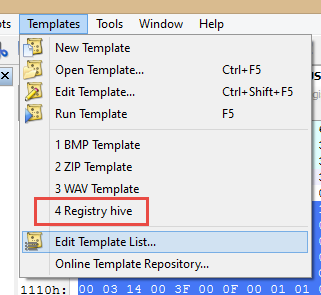 Templates Tools Window Help
New Template
Open Template... Ctrl+F5
Edit Template... Ctrl+Shift+F5
Run Template F5
1 BMP Template
2 ZIP Template
3 WAV Template
4 Registry hive
Edit Template List...
Online Template Repository...
1110h: 00 03 14 00 3F 00 0F 00 01 01